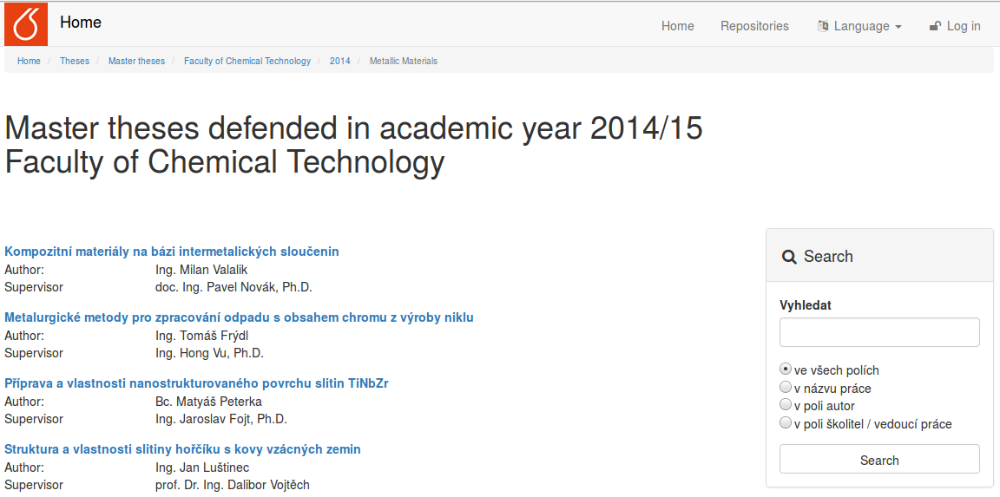 Home
Home Repositories Language Log in
Home / Theses / Master theses / Faculty of Chemical Technology / 2014 / Metallic Materials
Master theses defended in academic year 2014/15
Faculty of Chemical Technology
Kompozitní materiály na bázi intermetalických sloučenin
Author: Ing. Milan Valalik
Supervisor doc. Ing. Pavel Novák, Ph.D.
Metalurgické metody pro zpracování odpadu s obsahem chromu z výroby niklu
Author: Ing. Tomáš Frýdl
Supervisor Ing. Hong Vu, Ph.D.
Příprava a vlastnosti nanostrukturovaného povrchu slitin TiNbZr
Author: Bc. Matyáš Peterka
Supervisor Ing. Jaroslav Fojt, Ph.D.
Struktura a vlastnosti slitiny hořčíku s kovy vzácných zemin
Author: Ing. Jan Luštinec
Supervisor prof. Dr. Ing. Dalibor Vojtěch
Search
Vyhledat
ve všech polích
v názvu práce
v poli autor
v poli školitel / vedoucí práce
Search